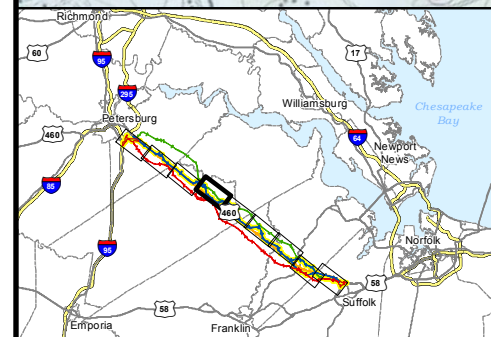 Richmond
60
95
17
295
Williamsburg
Chesapeake
Bay
Petersburg
460
64
Newport
News
85
460
95
Norfolk
58
58
Suffolk
Emporia
Franklin